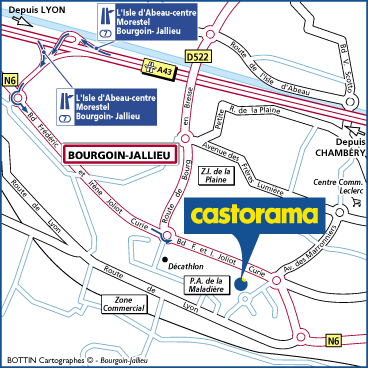 Depuis LYON
L'Isle d'Abeau-centre
Morestel
Bourgoin- Jallieu
D522
Route de l'Isle d'Abeau
Bd V. Scotto
A43
N6
L'Isle d'Abeau-centre
Morestel
Bourgoin- Jallieu
Petite R. de la Plaine
Depuis
CHAMBÉRY
BOURGOIN-JALLIEU
Route de Bourg en Bresse
Avenue des Frères Lumière
Z.I. de la
Plaine
Centre Comm.
Leclerc
Bd Frédéric et Irène Joliot Curie
castorama
Av. des Marronniers
Bd F. et I. Joliot Curie
Décathlon
Route de Lyon
P.A. de la
Maladière
Route de Lyon
Zone
Commercial
N6
BOTTIN Cartographes © - Bourgoin-Jallieu